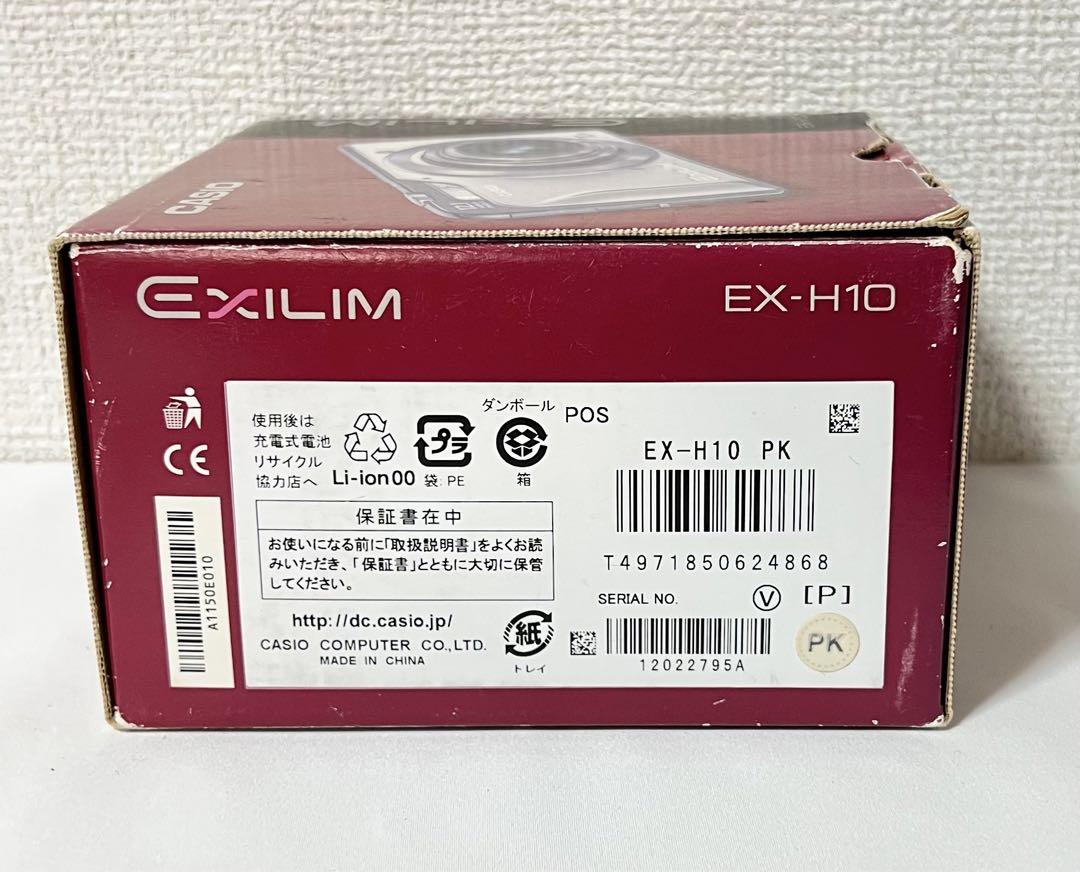 CASIO
EXILIM
EX-H10
使用後は
充電式電池
リサイクル
協力店へ
Li-ion00
プラ
袋: PE
ダンボール
箱
POS
EX-H10 PK
T4971850624868
保証書在中
お使いになる前に「取扱説明書」をよくお読
みいただき、「保証書」とともに大切に保管
してください。
http://dc.casio.jp/
CASIO COMPUTER CO.,LTD.
MADE IN CHINA
紙
トレイ
SERIAL NO.
V
[P]
12022795A
PK
CE
A1150E010